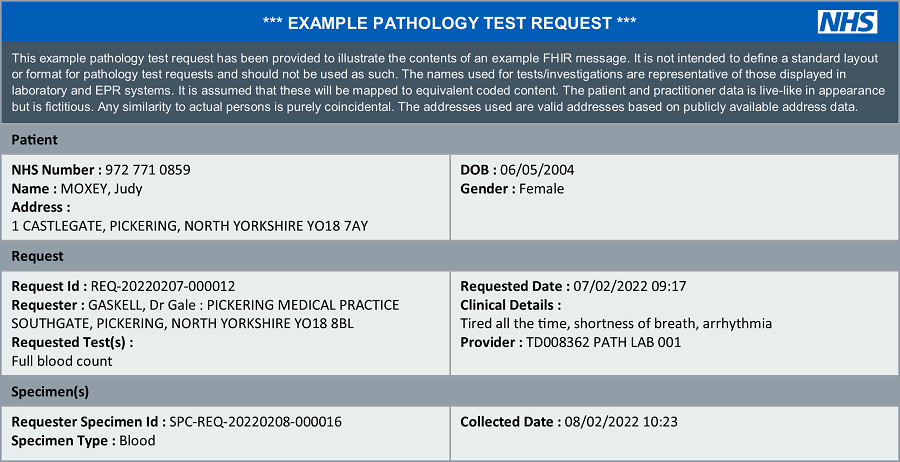 *** EXAMPLE PATHOLOGY TEST REQUEST ***
NHS
This example pathology test request has been provided to illustrate the contents of an example FHIR message. It is not intended to define a standard layout
or format for pathology test requests and should not be used as such. The names used for tests/investigations are representative of those displayed in
laboratory and EPR systems. It is assumed that these will be mapped to equivalent coded content. The patient and practitioner data is live-like in appearance
but is fictitious. Any similarity to actual persons is purely coincidental. The addresses used are valid addresses based on publicly available address data.
Patient
NHS Number : 972 771 0859
Name : MOXEY, Judy
Address :
1 CASTLEGATE, PICKERING, NORTH YORKSHIRE YO18 7AY
DOB : 06/05/2004
Gender : Female
Request
Request Id : REQ-20220207-000012
Requester : GASKELL, Dr Gale : PICKERING MEDICAL PRACTICE
SOUTHGATE, PICKERING, NORTH YORKSHIRE YO18 8BL
Requested Test(s) :
Full blood count
Requested Date : 07/02/2022 09:17
Clinical Details :
Tired all the time, shortness of breath, arrhythmia
Provider : TD008362 PATH LAB 001
Specimen(s)
Requester Specimen Id : SPC-REQ-20220208-000016
Specimen Type : Blood
Collected Date : 08/02/2022 10:23